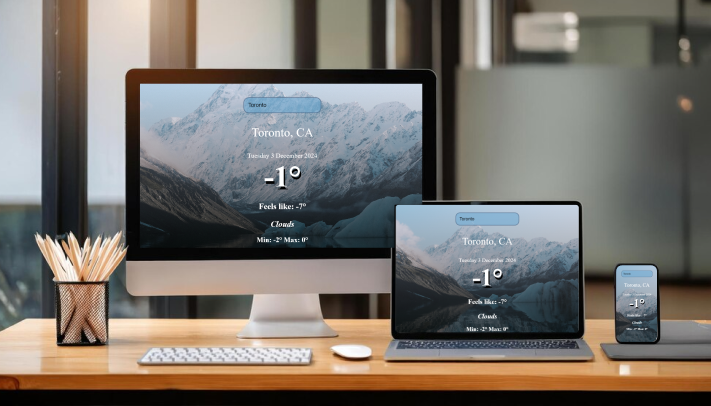 Toronto
Toronto, CA
Tuesday 3 December 2024
-1°
Feels like: -7°
Clouds
Min: -2° Max: 0°
Toronto
Toronto, CA
Tuesday 3 December 2024
-1°
Feels like: -7°
Clouds
Min: -2° Max: 0°
Toronto, CA
-1°
Feels like: -7°
Clouds
Min: -2° Max: 0°